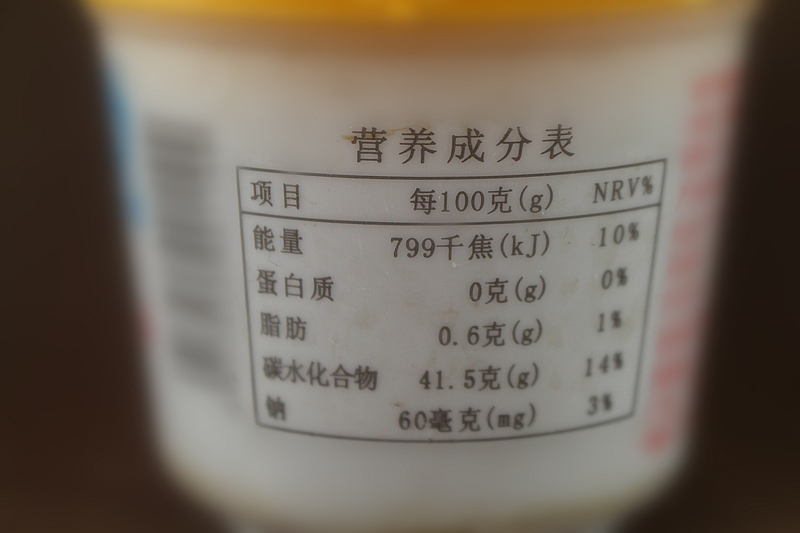 营养成分表
项目 每100克(g) NRV%
能量 799千焦(kJ) 10%
蛋白质 0克(g) 0%
脂肪 0.6克(g) 1%
碳水化合物 41.5克(g) 14%
钠 60毫克(mg) 3%